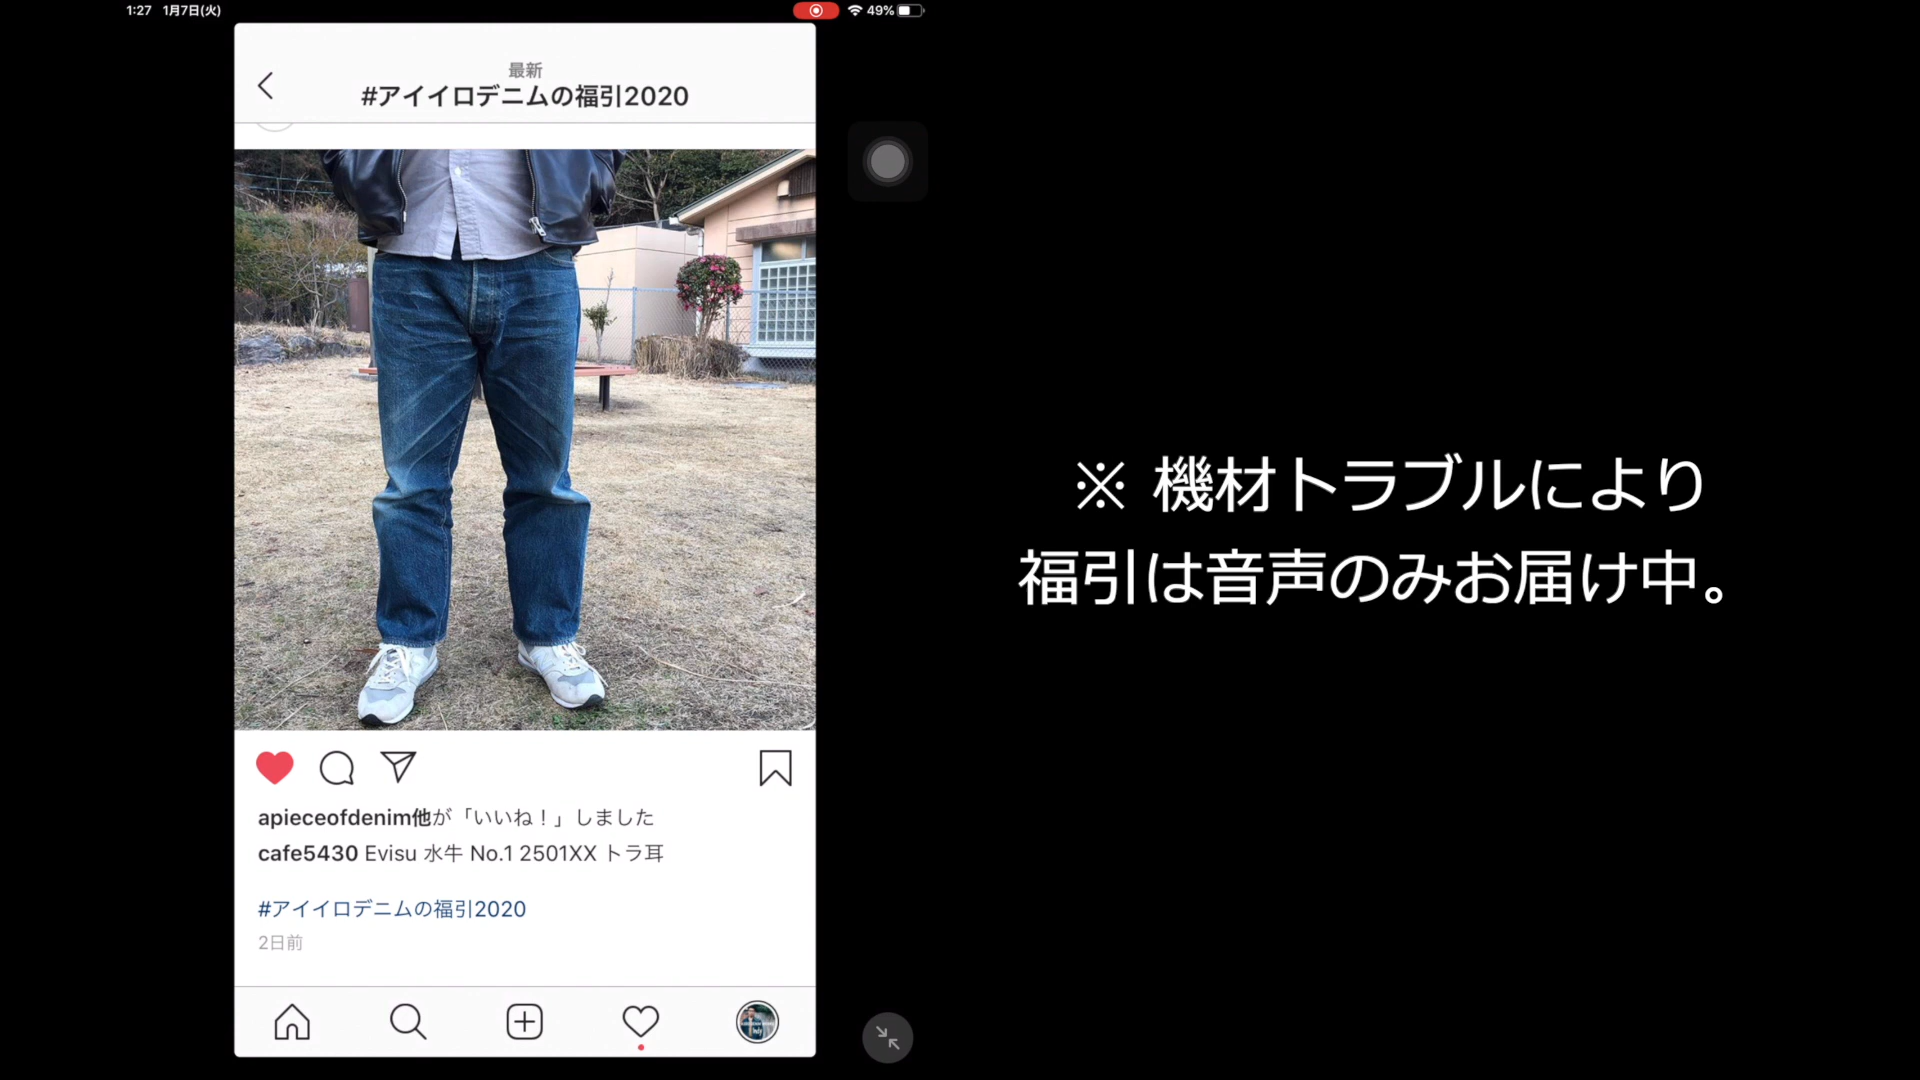 1:27 1月7日(火)
49%
最新
#アイイロデニムの福引2020
apieceofdenim他が「いいね！」しました
cafe5430 Evisu 水牛 No.1 2501XX トラ耳
#アイイロデニムの福引2020
2日前
※ 機材トラブルにより
福引は音声のみお届け中。